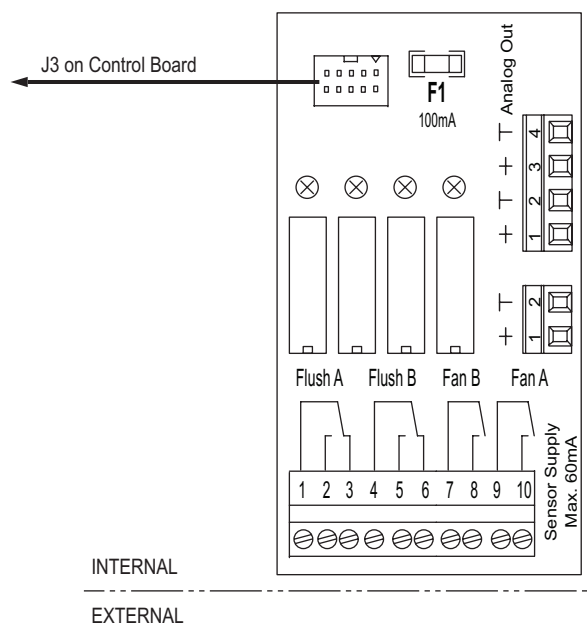 J3 on Control Board
F1
100mA
Analog Out
4
3
2
1
2
1
Flush A Flush B Fan B Fan A
1 2 3 4 5 6 7 8 9 10
Sensor Supply
Max. 60mA
INTERNAL
EXTERNAL